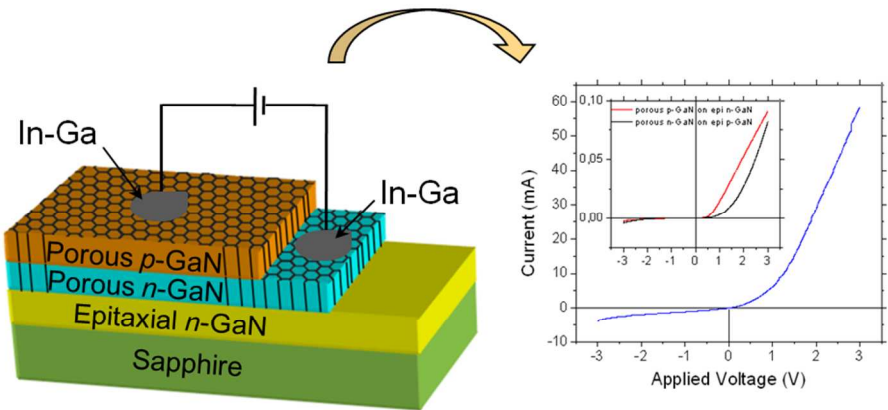 In-Ga
In-Ga
Porous p-GaN
Porous n-GaN
Epitaxial n-GaN
Sapphire
Current (mA)
60
50
40
30
20
10
0
-10
-3 -2 -1 0 1 2 3
Applied Voltage (V)
0,10
0,05
0,00
porous p-GaN on epi n-GaN
porous n-GaN on epi p-GaN
-3 -2 -1 0 1 2 3